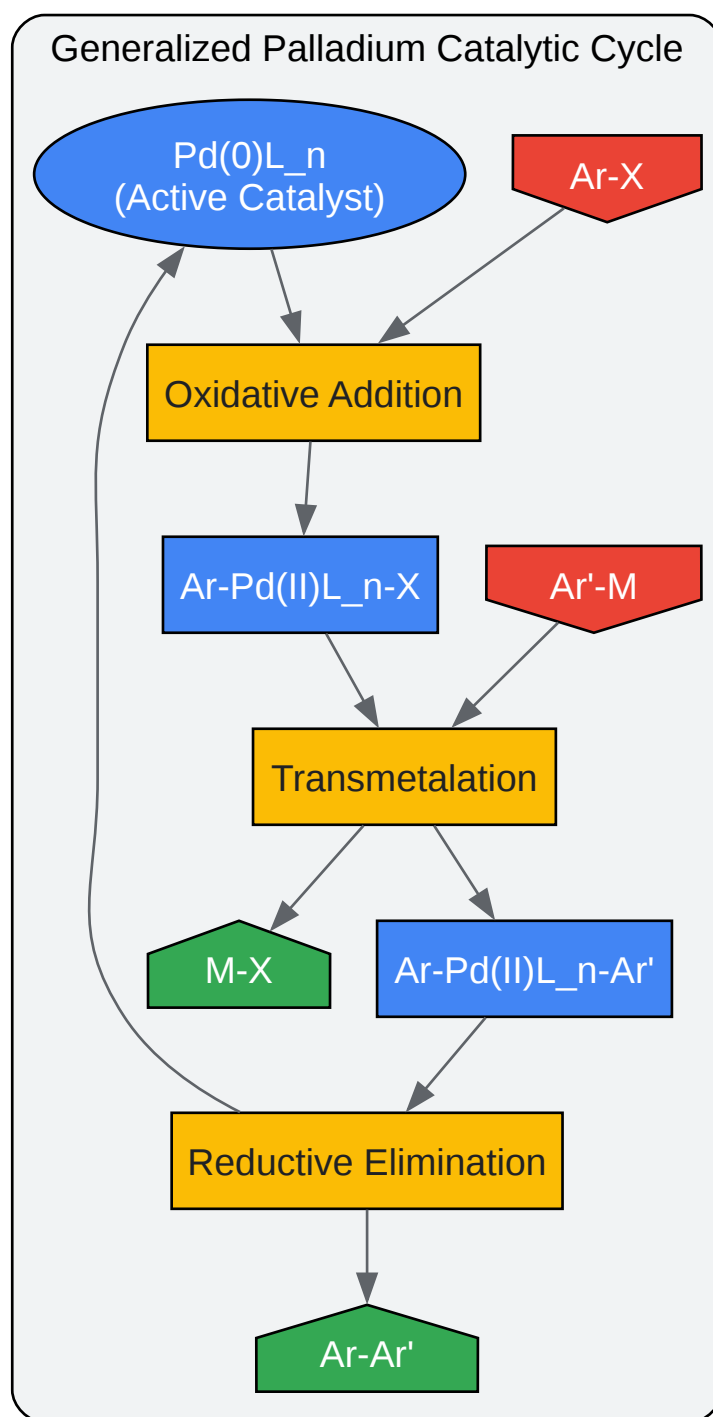 Generalized Palladium Catalytic Cycle
Pd(0)L_n
(Active Catalyst)
Ar-X
Oxidative Addition
Ar-Pd(II)L_n-X
Ar'-M
Transmetalation
M-X
Ar-Pd(II)L_n-Ar'
Reductive Elimination
Ar-Ar'